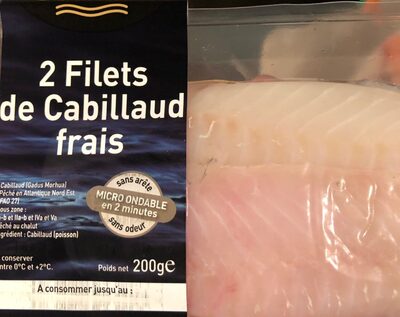 2 Filets
de Cabillaud
frais
Cabillaud (Gadus Morhua)
Pêche en Atlantique Nord Est
FAO 27)
ous zone :
-b et IIa-b et IVa et Va
êché au chalut
ngrédient : Cabillaud (poisson)
sans arête
MICRO ONDABLE
en 2 minutes
sans odeur
conserver
ntre 0°C et +2°C.
Poids net 200g℮
A consommer jusqu'au :